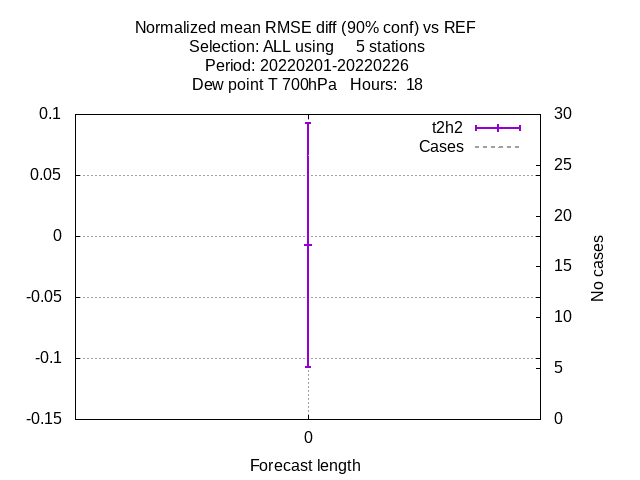 Normalized mean RMSE diff (90% conf) vs REF
Selection: ALL using     5 stations
Period: 20220201-20220226
Dew point T 700hPa   Hours:  18
0.1
0.05
0
-0.05
-0.1
-0.15
t2h2
Cases
30
25
20
15
10
5
0
No cases
0
Forecast length